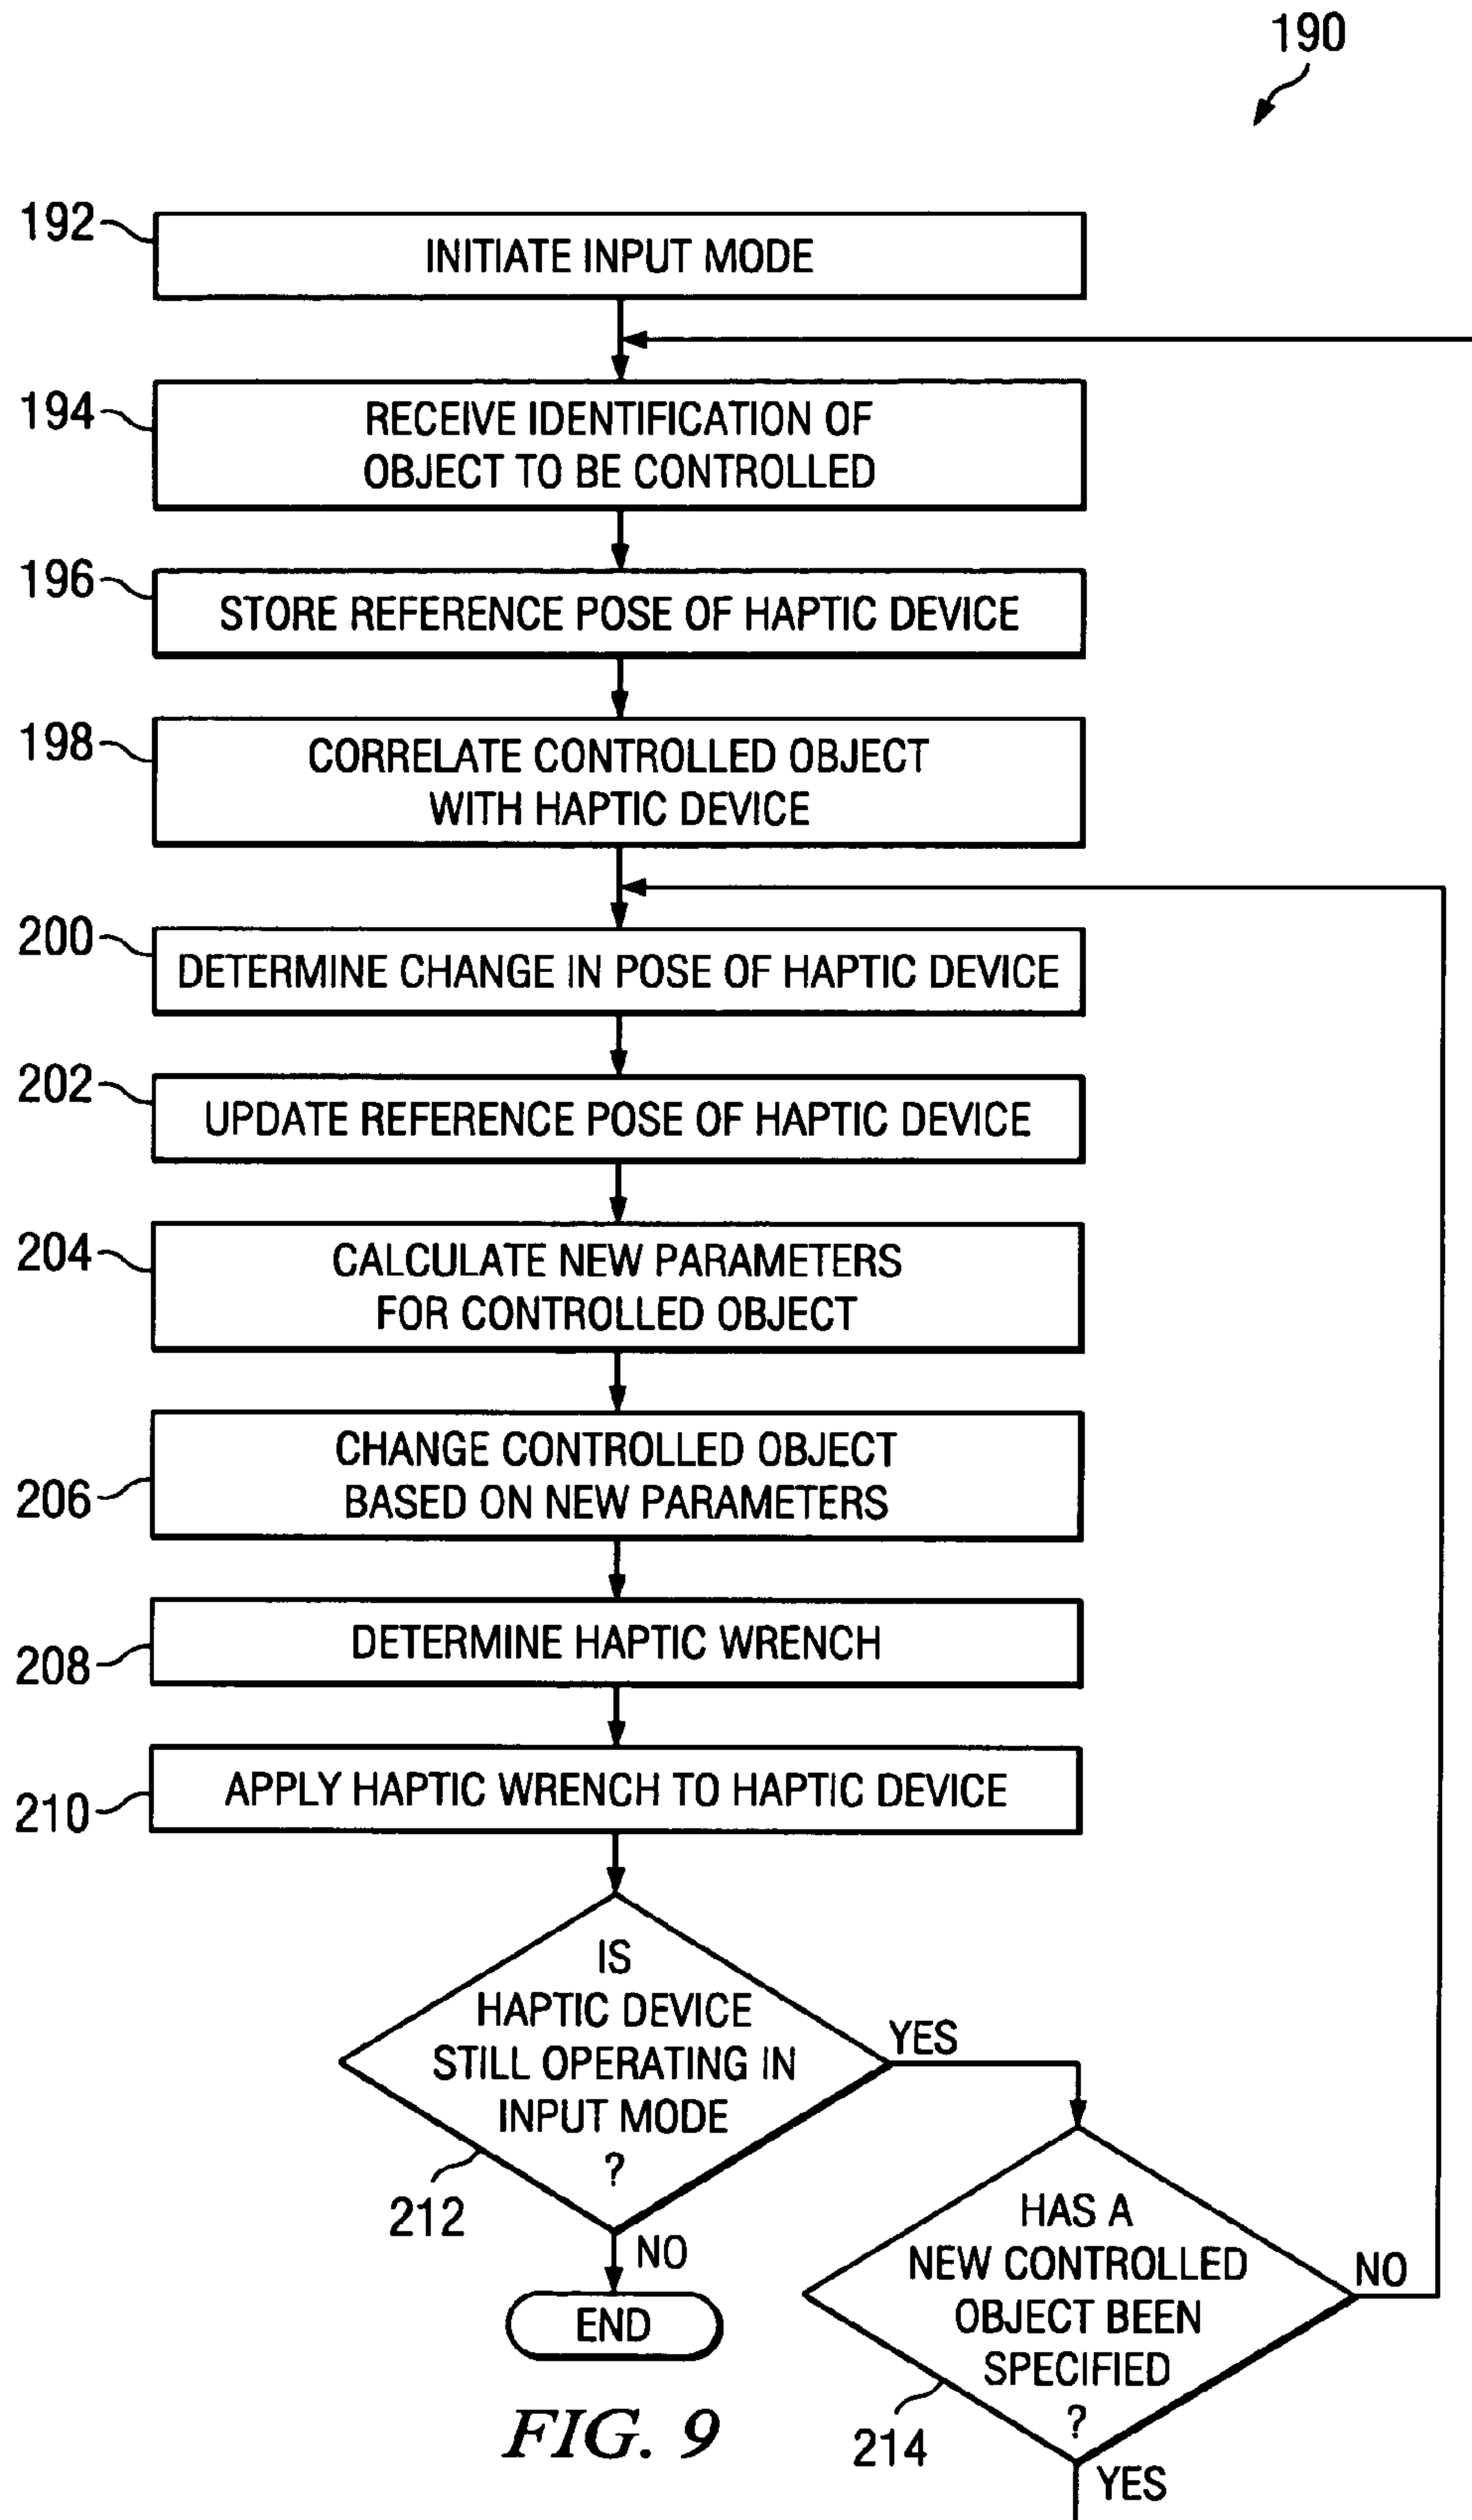 190
192
INITIATE INPUT MODE
194
RECEIVE IDENTIFICATION OF
OBJECT TO BE CONTROLLED
196
STORE REFERENCE POSE OF HAPTIC DEVICE
198
CORRELATE CONTROLLED OBJECT
WITH HAPTIC DEVICE
200
DETERMINE CHANGE IN POSE OF HAPTIC DEVICE
202
UPDATE REFERENCE POSE OF HAPTIC DEVICE
204
CALCULATE NEW PARAMETERS
FOR CONTROLLED OBJECT
206
CHANGE CONTROLLED OBJECT
BASED ON NEW PARAMETERS
208
DETERMINE HAPTIC WRENCH
210
APPLY HAPTIC WRENCH TO HAPTIC DEVICE
IS
HAPTIC DEVICE
STILL OPERATING IN
INPUT MODE
?
212
YES
NO
END
HAS A
NEW CONTROLLED
OBJECT BEEN
SPECIFIED
?
214
NO
YES
FIG. 9